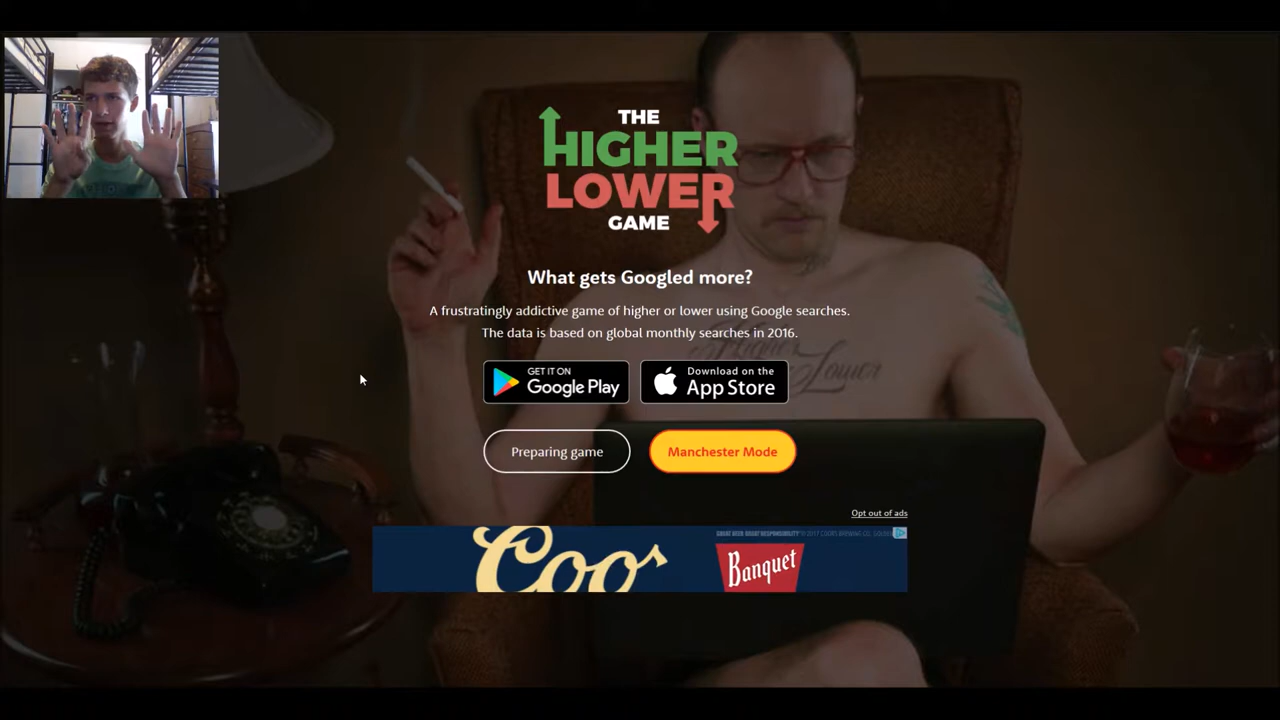 THE
HIGHER
LOWER
GAME
What gets Googled more?
A frustratingly addictive game of higher or lower using Google searches.
The data is based on global monthly searches in 2016.
GET IT ON
Google Play
Download on the
App Store
Higher
Lower
Preparing game
Manchester Mode
Opt out of ads
Coo
Banquet